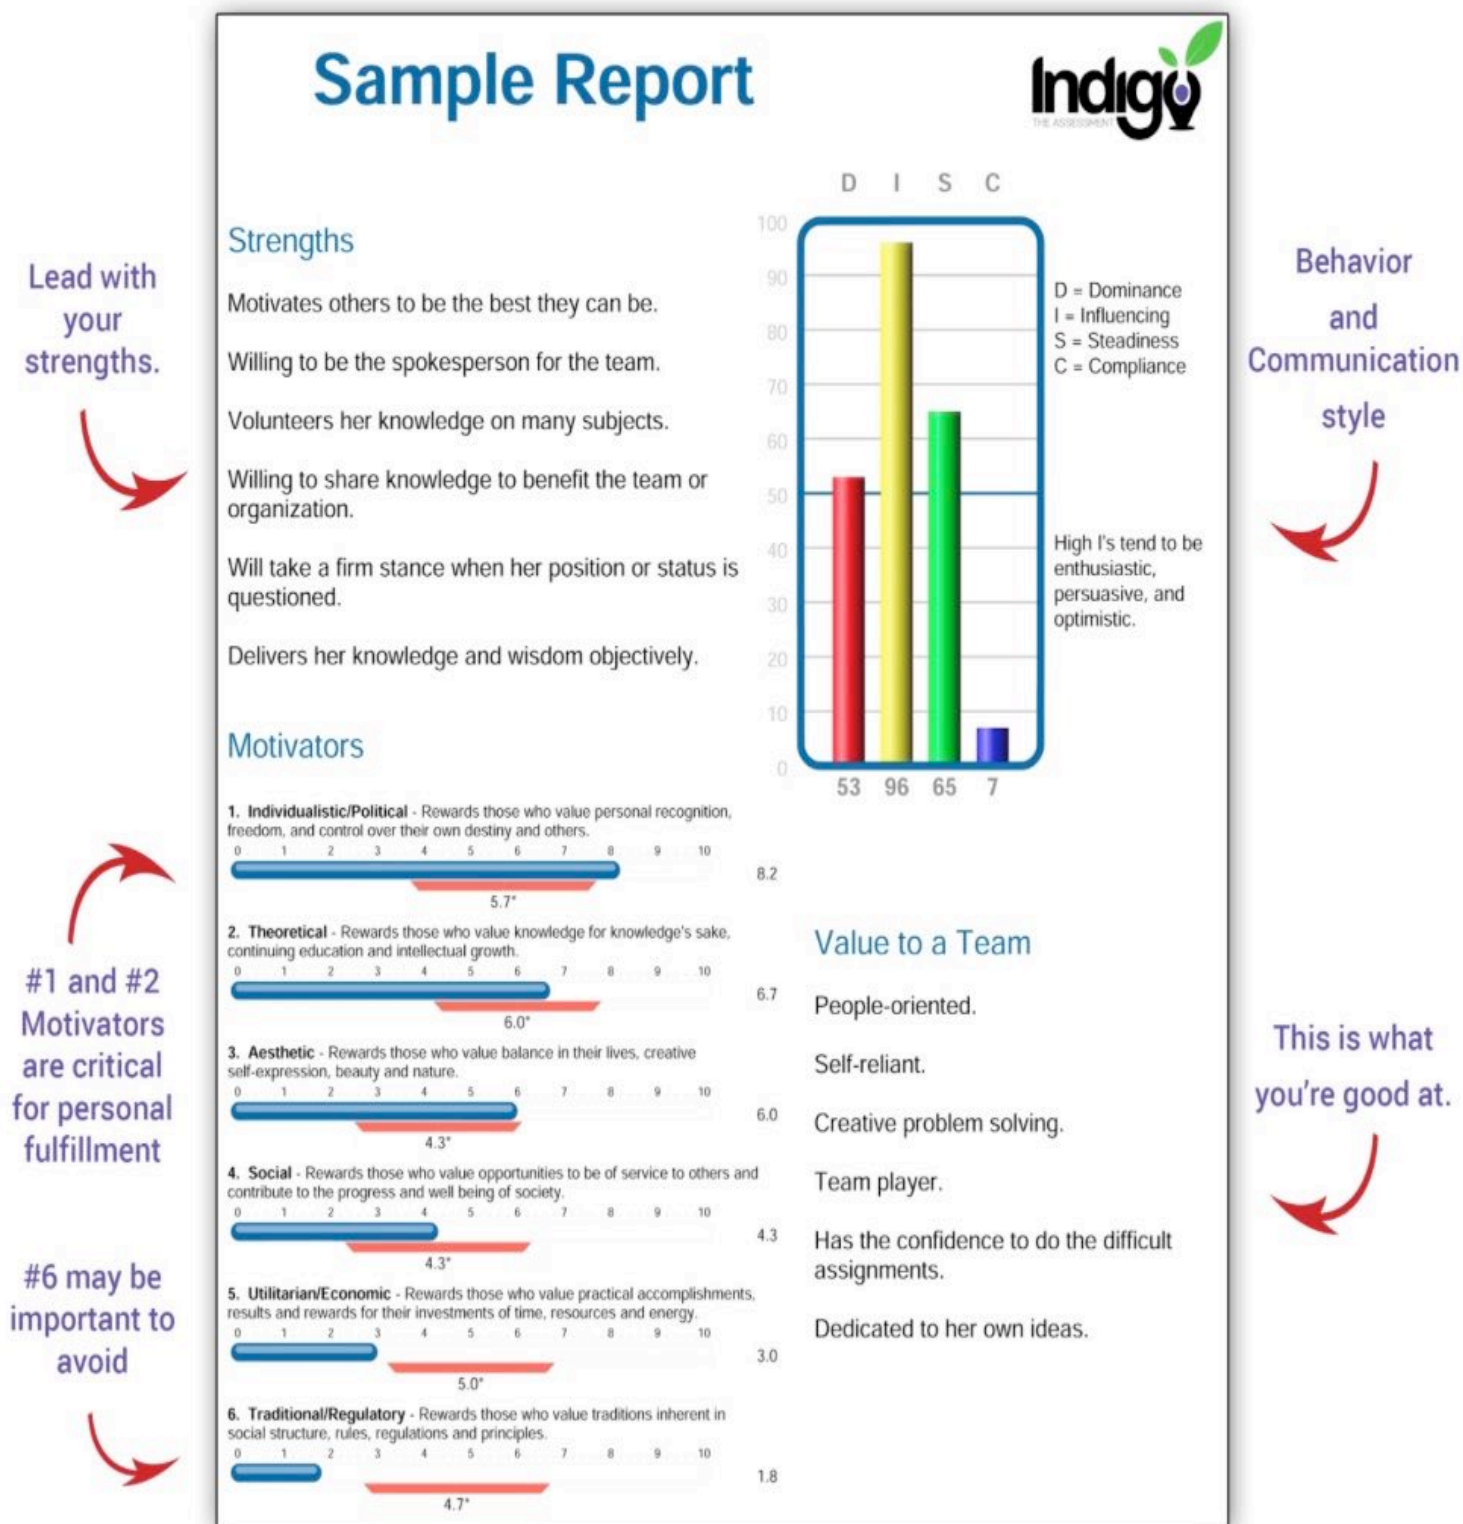 Sample Report
Indigo
THE ASSESSMENT
Lead with
your
strengths.
Strengths
Motivates others to be the best they can be.
Willing to be the spokesperson for the team.
Volunteers her knowledge on many subjects.
Willing to share knowledge to benefit the team or
organization.
Will take a firm stance when her position or status is
questioned.
Delivers her knowledge and wisdom objectively.
D I S C
100
90
80
70
60
50
40
30
20
10
0
53 96 65 7
D = Dominance
I = Influencing
S = Steadiness
C = Compliance
High I's tend to be
enthusiastic,
persuasive, and
optimistic.
Behavior
and
Communication
style
#1 and #2
Motivators
are critical
for personal
fulfillment
#6 may be
important to
avoid
Motivators
1. Individualistic/Political - Rewards those who value personal recognition,
freedom, and control over their own destiny and others.
0 1 2 3 4 5 6 7 8 9 10
8.2
5.7*
2. Theoretical - Rewards those who value knowledge for knowledge's sake,
continuing education and intellectual growth.
0 1 2 3 4 5 6 7 8 9 10
6.7
6.0*
3. Aesthetic - Rewards those who value balance in their lives, creative
self-expression, beauty and nature.
0 1 2 3 4 5 6 7 8 9 10
6.0
4.3*
4. Social - Rewards those who value opportunities to be of service to others and
contribute to the progress and well being of society.
0 1 2 3 4 5 6 7 8 9 10
4.3
4.3*
5. Utilitarian/Economic - Rewards those who value practical accomplishments,
results and rewards for their investments of time, resources and energy.
0 1 2 3 4 5 6 7 8 9 10
3.0
5.0*
6. Traditional/Regulatory - Rewards those who value traditions inherent in
social structure, rules, regulations and principles.
0 1 2 3 4 5 6 7 8 9 10
1.8
4.7*
Value to a Team
People-oriented.
Self-reliant.
Creative problem solving.
Team player.
Has the confidence to do the difficult
assignments.
Dedicated to her own ideas.
This is what
you're good at.